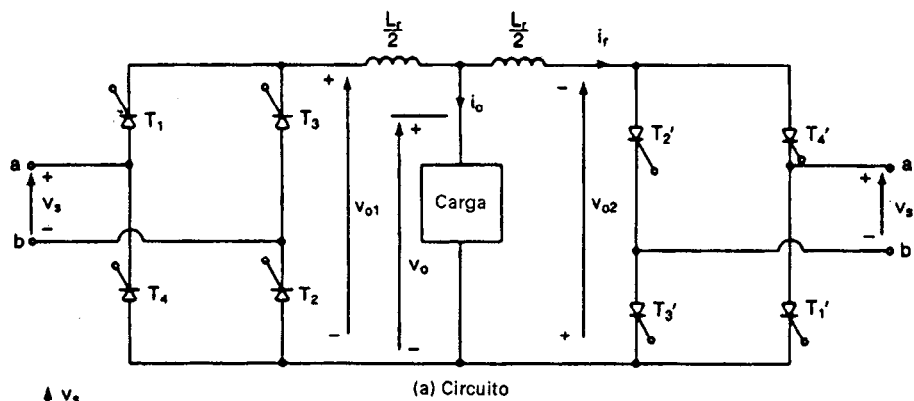 L_r/2
L_r/2
i_r
T₁
T₃
i_o
T₂'
T₄'
a
+
v_s
−
b
v_o1
+
−
v_o
+
−
Carga
v_o2
−
+
a
+
v_s
−
b
T₄
T₂
T₃'
T₁'
(a) Circuito
v_s